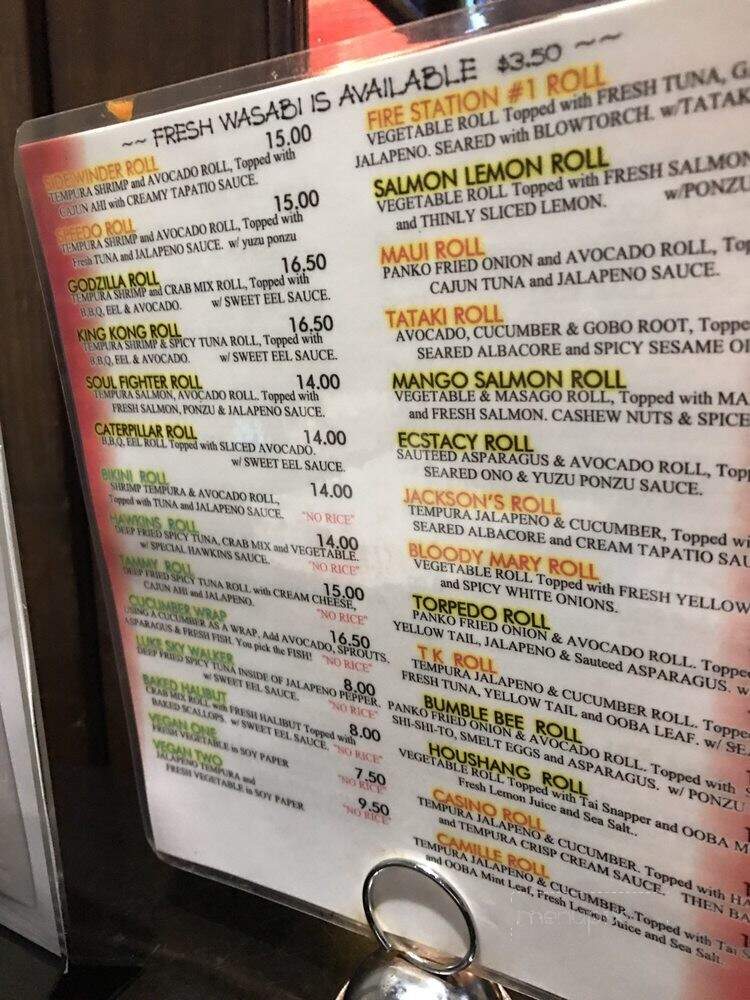 ~~ FRESH WASABI IS AVAILABLE $3.50 ~~
SIDEWINDER ROLL 15.00
TEMPURA SHRIMP and AVOCADO ROLL, Topped with
CAJUN AHI with CREAMY TAPATIO SAUCE.
SPEEDO ROLL 15.00
TEMPURA SHRIMP and AVOCADO ROLL, Topped with
Fresh TUNA and JALAPENO SAUCE. w/ yuzu ponzu
GODZILLA ROLL 16.50
TEMPURA SHRIMP and CRAB MIX ROLL, Topped with
B.B.Q, EEL & AVOCADO. w/ SWEET EEL SAUCE.
KING KONG ROLL 16.50
TEMPURA SHRIMP & SPICY TUNA ROLL, Topped with
B.B.Q, EEL & AVOCADO. w/ SWEET EEL SAUCE.
SOUL FIGHTER ROLL 14.00
TEMPURA SALMON, AVOCADO ROLL. Topped with
FRESH SALMON, PONZU & JALAPENO SAUCE.
CATERPILLAR ROLL 14.00
B.B.Q, EEL ROLL Topped with SLICED AVOCADO.
w/ SWEET EEL SAUCE.
BIKINI ROLL 14.00
SHRIMP TEMPURA & AVOCADO ROLL,
Topped with TUNA and JALAPENO SAUCE. "NO RICE"
HAWKINS ROLL 14.00
DEEP FRIED SPICY TUNA, CRAB MIX and VEGETABLE.
w/ SPECIAL HAWKINS SAUCE. "NO RICE"
TAMMY ROLL 15.00
DEEP FRIED SPICY TUNA ROLL with CREAM CHEESE,
CAJUN AHI and JALAPENO. "NO RICE"
CUCUMBER WRAP 16.50
USING A CUCUMBER AS A WRAP, Add AVOCADO, SPROUTS.
ASPARAGUS & FRESH FISH. You pick the FISH! "NO RICE"
LUKE SKY WALKER 8.00
DEEP FRIED SPICY TUNA INSIDE OF JALAPENO PEPPER.
w/ SWEET EEL SAUCE. "NO RICE"
BAKED HALIBUT 8.00
CRAB MIX ROLL with FRESH HALIBUT Topped with
BAKED SCALLOPS. w/ SWEET EEL SAUCE. "NO RICE"
VEGAN ONE 7.50
FRESH VEGETABLE in SOY PAPER "NO RICE"
VEGAN TWO 9.50
JALAPENO TEMPURA and
FRESH VEGETABLE in SOY PAPER "NO RICE"
FIRE STATION #1 ROLL
VEGETABLE ROLL Topped with FRESH TUNA,
JALAPENO. SEARED with BLOWTORCH. w/TATAK
SALMON LEMON ROLL
VEGETABLE ROLL Topped with FRESH SALMON
and THINLY SLICED LEMON. w/PONZU
MAUI ROLL
PANKO FRIED ONION and AVOCADO ROLL, Top
CAJUN TUNA and JALAPENO SAUCE.
TATAKI ROLL
AVOCADO, CUCUMBER & GOBO ROOT, Toppe
SEARED ALBACORE and SPICY SESAME OI
MANGO SALMON ROLL
VEGETABLE & MASAGO ROLL, Topped with MA
and FRESH SALMON. CASHEW NUTS & SPICE
ECSTACY ROLL
SAUTEED ASPARAGUS & AVOCADO ROLL, Top
SEARED ONO & YUZU PONZU SAUCE.
JACKSON'S ROLL
TEMPURA JALAPENO & CUCUMBER, Topped wi
SEARED ALBACORE and CREAM TAPATIO SAU
BLOODY MARY ROLL
VEGETABLE ROLL Topped with FRESH YELLOW
and SPICY WHITE ONIONS.
TORPEDO ROLL
PANKO FRIED ONION & AVOCADO ROLL. Toppe
YELLOW TAIL, JALAPENO & Sauteed ASPARAGUS. w
T K ROLL
TEMPURA JALAPENO & CUCUMBER ROLL. Toppe
FRESH TUNA, YELLOW TAIL and OOBA LEAF. w/ SE
BUMBLE BEE ROLL
PANKO FRIED ONION & AVOCADO ROLL. Topped with
SHI-SHI-TO, SMELT EGGS and ASPARAGUS. w/ PONZU
HOUSHANG ROLL
VEGETABLE ROLL Topped with Tai Snapper and OOBA M
Fresh Lemon Juice and Sea Salt..
CASINO ROLL
TEMPURA JALAPENO & CUCUMBER. Topped with HA
and TEMPURA CRISP CREAM SAUCE. THEN BA
CAMILLE ROLL
TEMPURA JALAPENO & CUCUMBER,.Topped with Tai S
and OOBA Mint Leaf, Fresh Lemon Juice and Sea Salt.